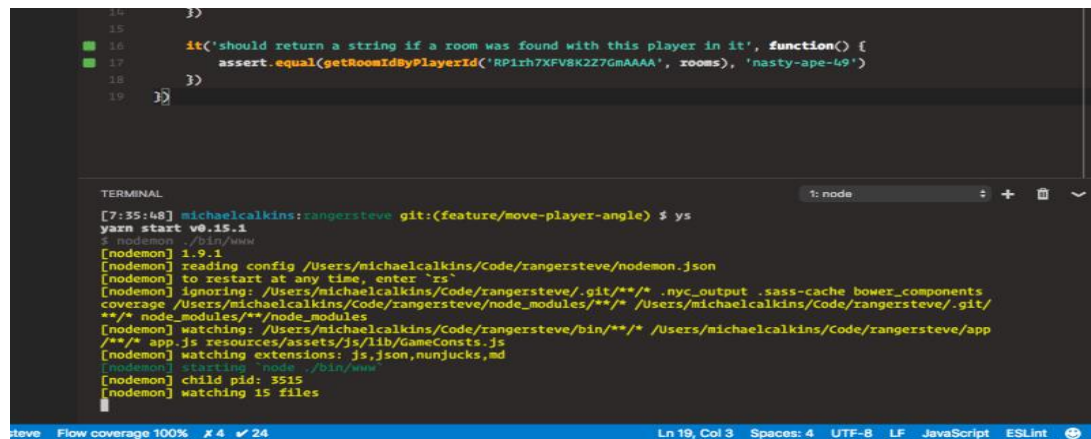 14 })
15
16 it('should return a string if a room was found with this player in it', function() {
17 assert.equal(getRoomIdByPlayerId('RP1rh7XFV8K2Z7GmAAAA', rooms), 'nasty-ape-49')
18 })
19 })
TERMINAL 1: node
[7:35:48] michaelcalkins:rangersteve git:(feature/move-player-angle) $ ys
yarn start v0.15.1
$ nodemon ./bin/www
[nodemon] 1.9.1
[nodemon] reading config /Users/michaelcalkins/Code/rangersteve/nodemon.json
[nodemon] to restart at any time, enter `rs`
[nodemon] ignoring: /Users/michaelcalkins/Code/rangersteve/.git/**/* .nyc_output .sass-cache bower_components
coverage /Users/michaelcalkins/Code/rangersteve/node_modules/**/* /Users/michaelcalkins/Code/rangersteve/.git/
**/* node_modules/**/node_modules
[nodemon] watching: /Users/michaelcalkins/Code/rangersteve/bin/**/* /Users/michaelcalkins/Code/rangersteve/app
/**/* app.js resources/assets/js/lib/GameConsts.js
[nodemon] watching extensions: js,json,nunjucks,md
[nodemon] starting `node ./bin/www`
[nodemon] child pid: 3515
[nodemon] watching 15 files
steve Flow coverage 100% ✗ 4 ✔ 24 Ln 19, Col 3 Spaces: 4 UTF-8 LF JavaScript ESLint